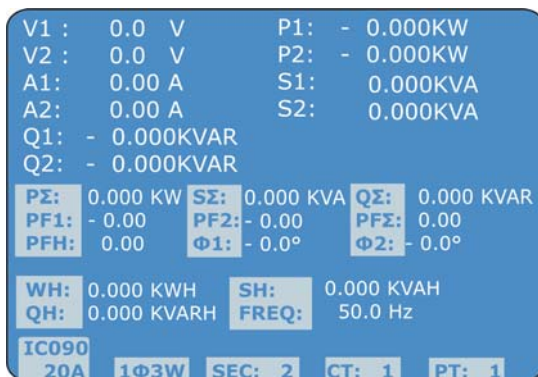 V1 : 0.0 V P1: - 0.000KW
V2 : 0.0 V P2: - 0.000KW
A1: 0.00 A S1: 0.000KVA
A2: 0.00 A S2: 0.000KVA
Q1: - 0.000KVAR
Q2: - 0.000KVAR
PΣ: 0.000 KW SΣ: 0.000 KVA QΣ: 0.000 KVAR
PF1: - 0.00 PF2: - 0.00 PFΣ: 0.00
PFH: 0.00 Φ1: - 0.0° Φ2: - 0.0°
WH: 0.000 KWH SH: 0.000 KVAH
QH: 0.000 KVARH FREQ: 50.0 Hz
IC090
20A 1Φ3W SEC: 2 CT: 1 PT: 1